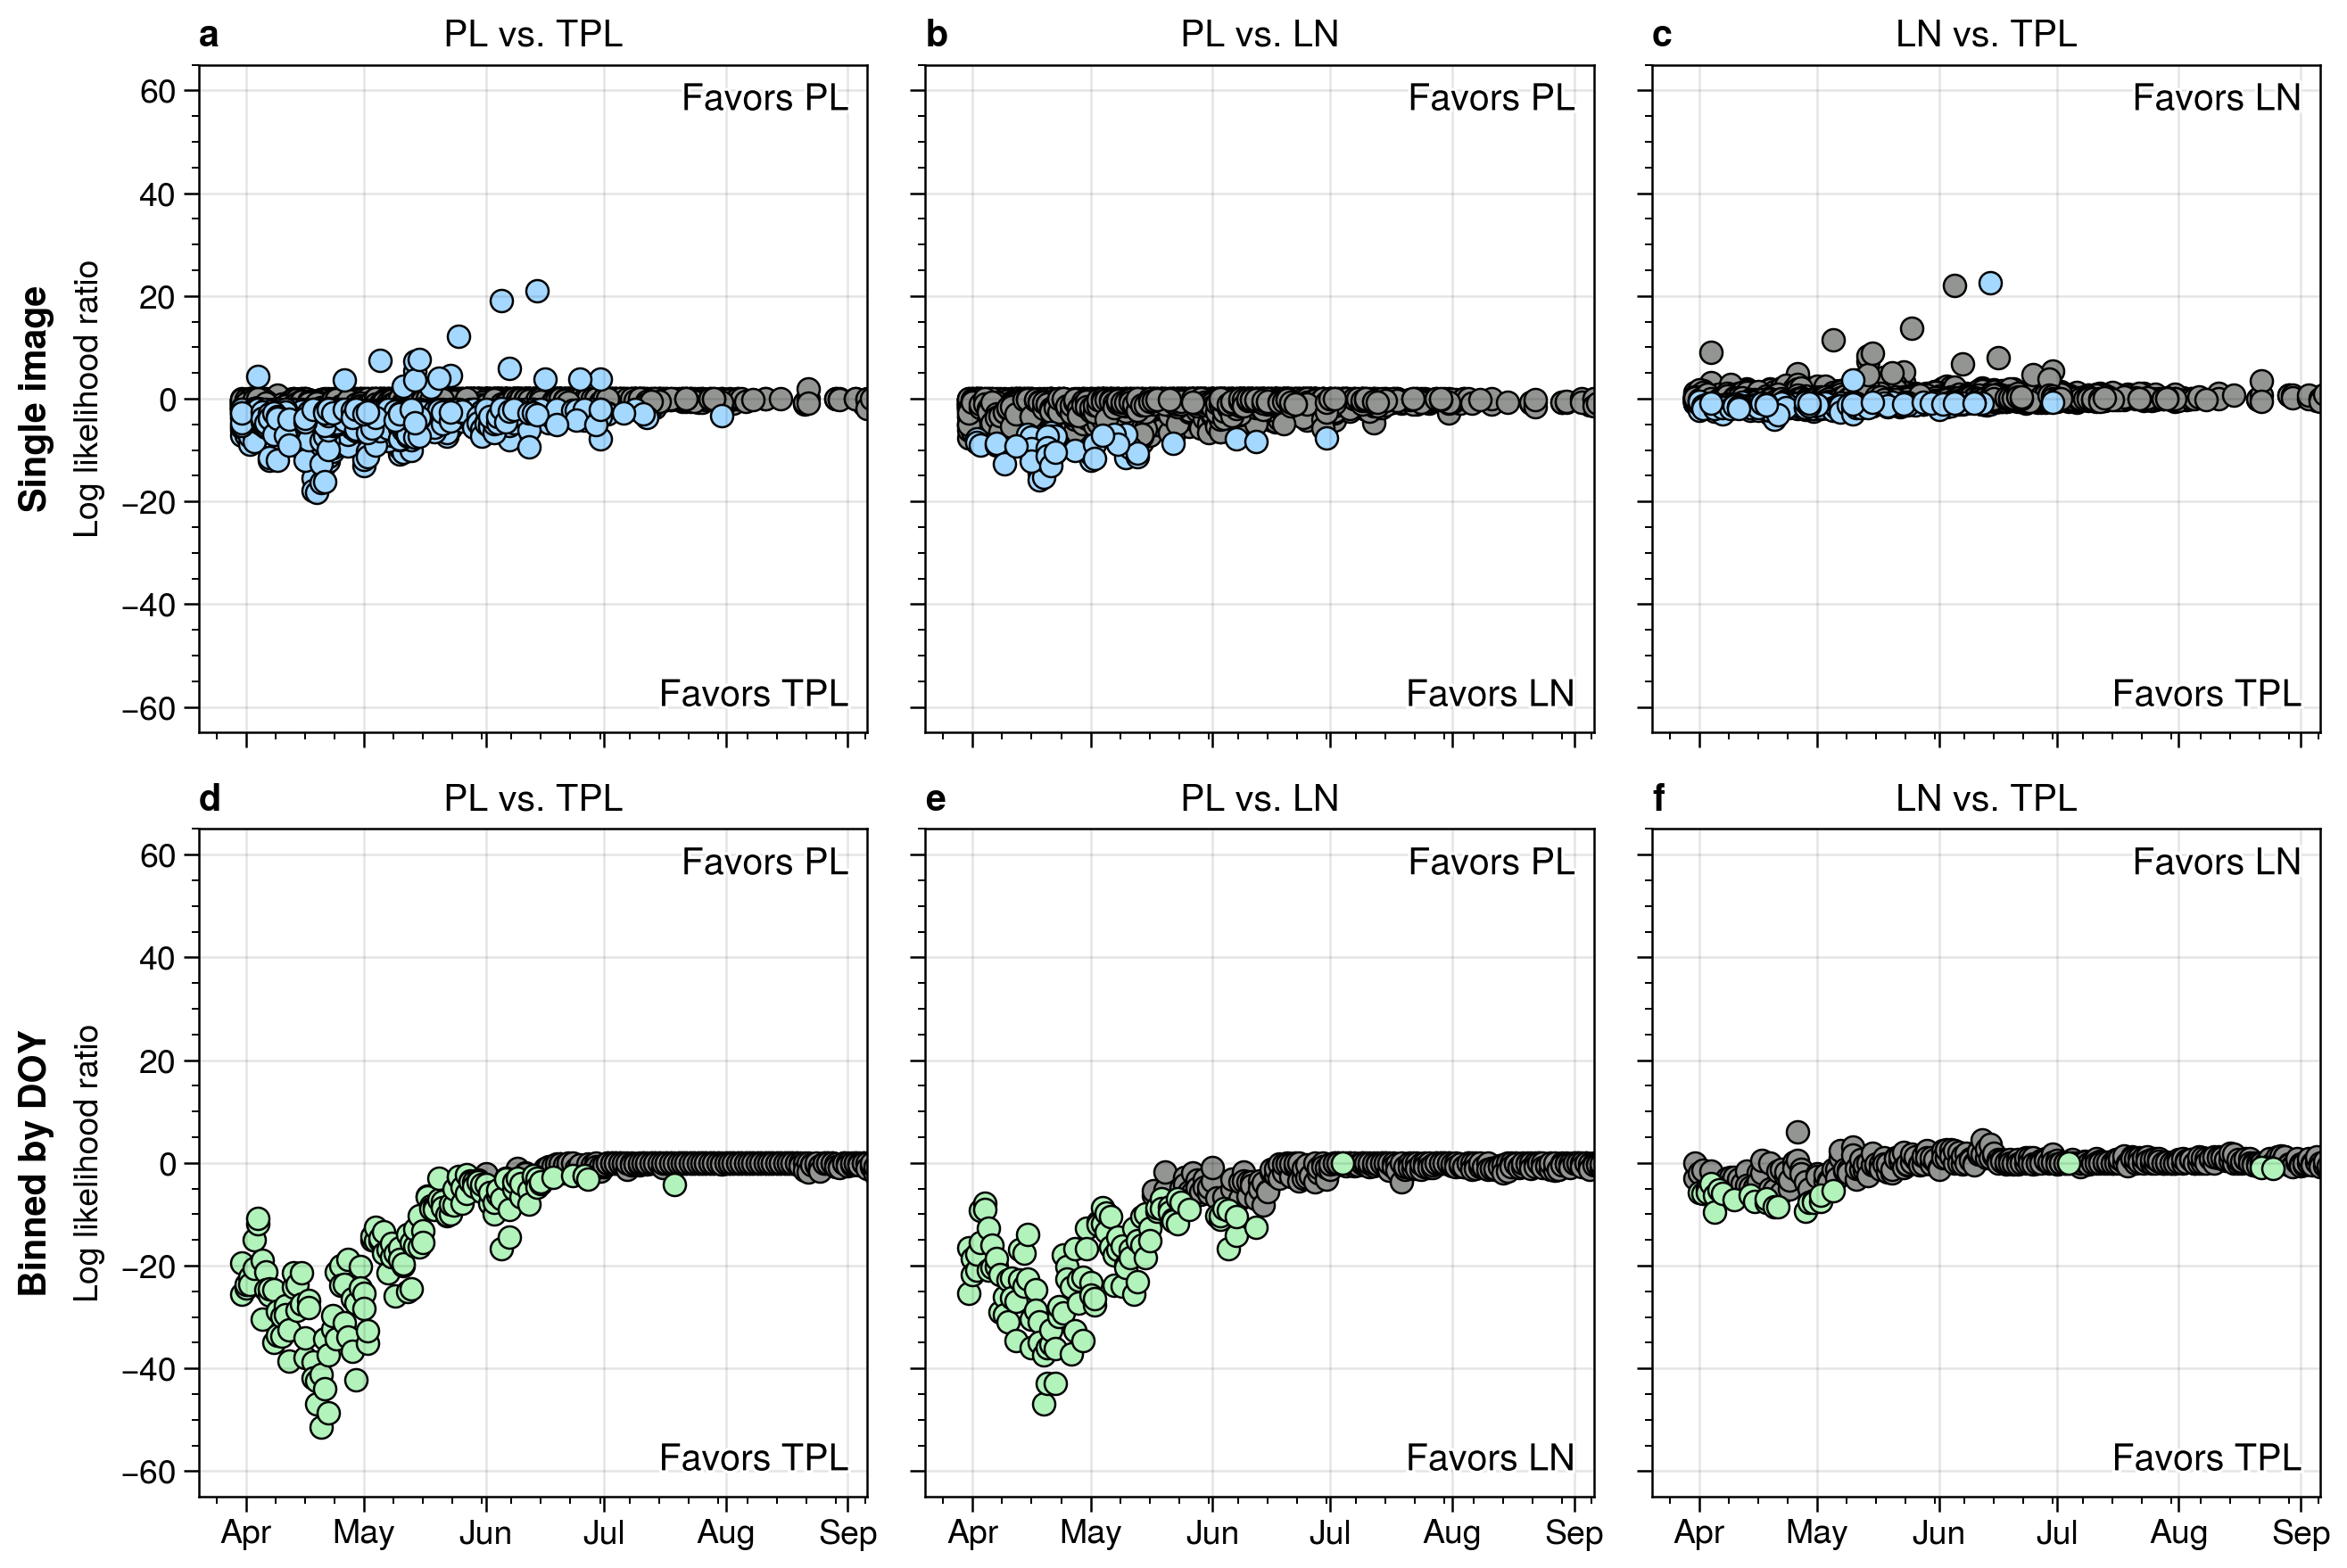 a PL vs. TPL
b PL vs. LN
c LN vs. TPL
Single image
Log likelihood ratio
60
40
20
0
−20
−40
−60
Favors PL
Favors TPL
Favors PL
Favors LN
Favors LN
Favors TPL
d PL vs. TPL
e PL vs. LN
f LN vs. TPL
Binned by DOY
Log likelihood ratio
60
40
20
0
−20
−40
−60
Favors PL
Favors TPL
Favors PL
Favors LN
Favors LN
Favors TPL
Apr May Jun Jul Aug Sep
Apr May Jun Jul Aug Sep
Apr May Jun Jul Aug Sep